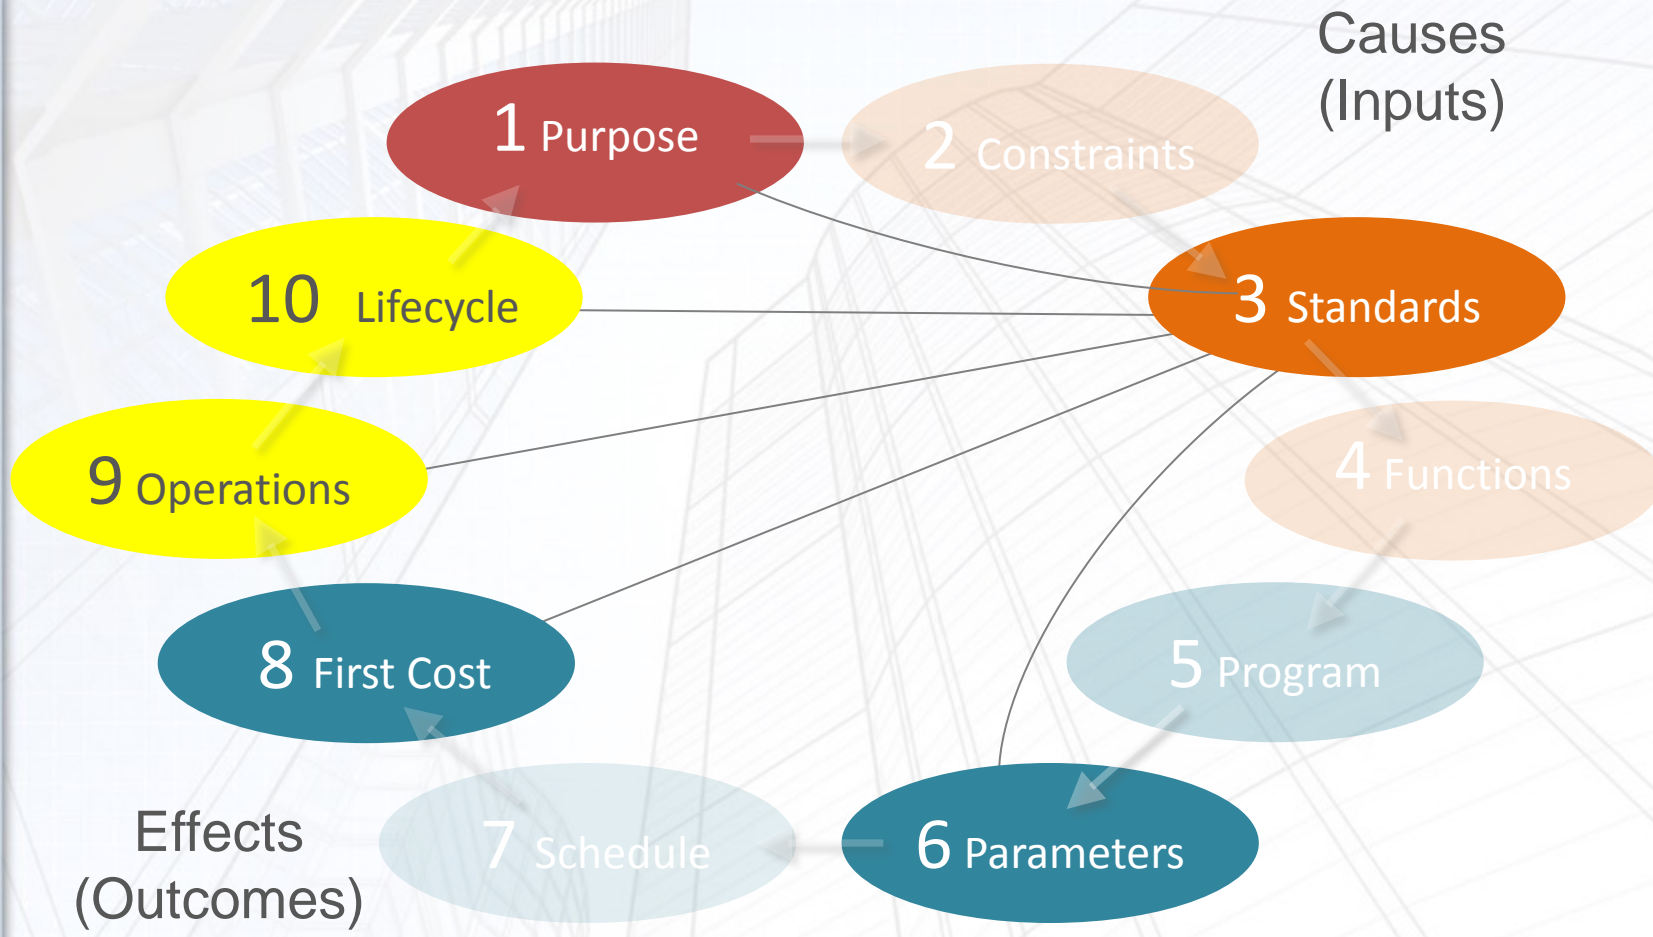 Causes
(Inputs)
1 Purpose
2 Constraints
3 Standards
4 Functions
5 Program
6 Parameters
7 Schedule
8 First Cost
9 Operations
10 Lifecycle
Effects
(Outcomes)